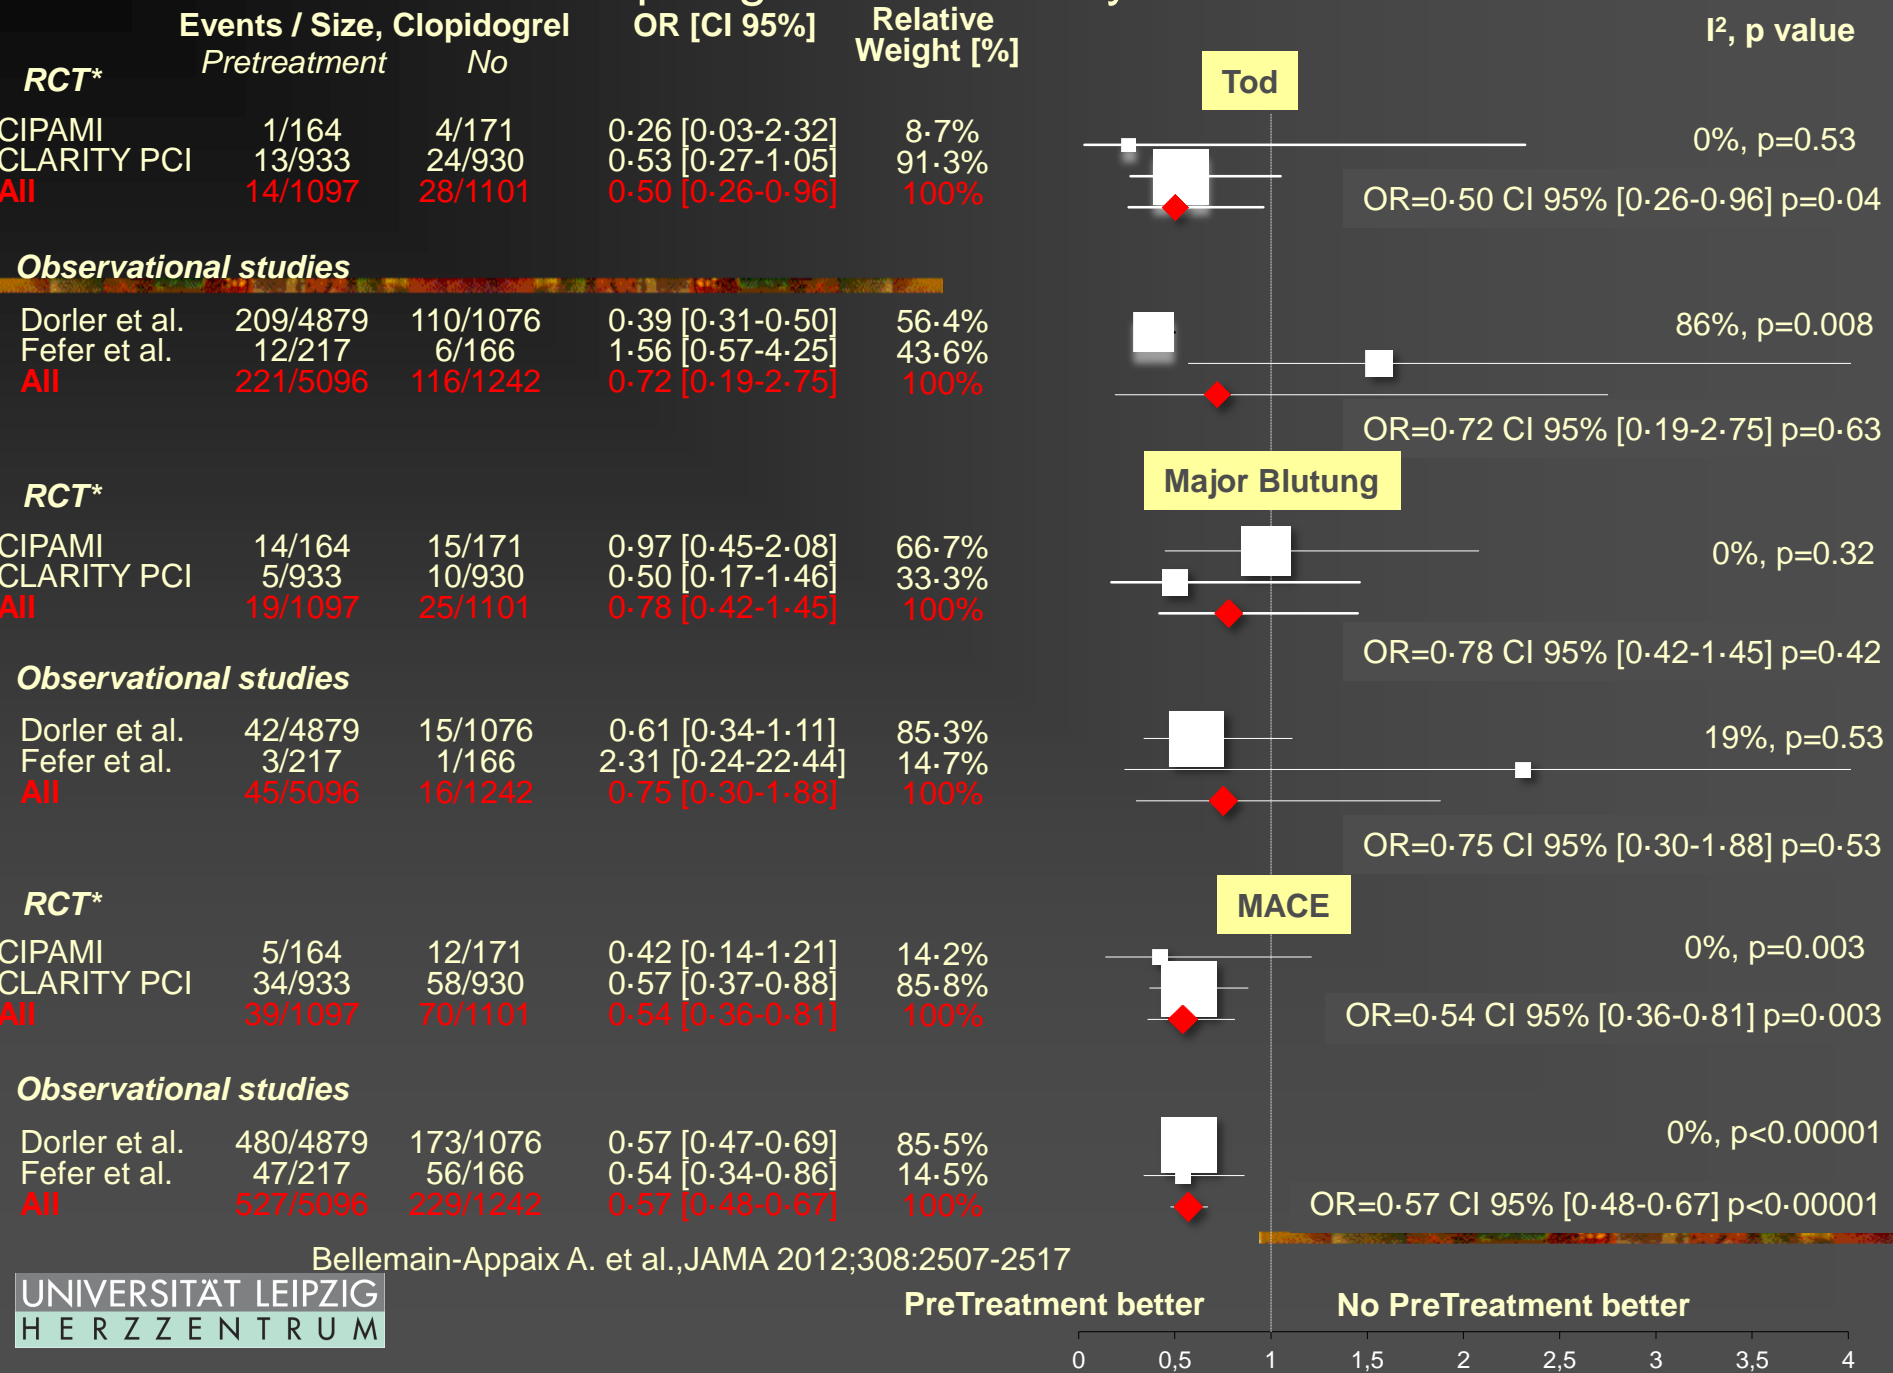 Events / Size, Clopidogrel OR [CI 95%] Relative Weight [%] I², p value
Pretreatment No
RCT* Tod
CIPAMI 1/164 4/171 0·26 [0·03-2·32] 8·7% 0%, p=0.53
CLARITY PCI 13/933 24/930 0·53 [0·27-1·05] 91·3%
All 14/1097 28/1101 0·50 [0·26-0·96] 100% OR=0·50 CI 95% [0·26-0·96] p=0·04
Observational studies
Dorler et al. 209/4879 110/1076 0·39 [0·31-0·50] 56·4% 86%, p=0.008
Fefer et al. 12/217 6/166 1·56 [0·57-4·25] 43·6%
All 221/5096 116/1242 0·72 [0·19-2·75] 100%
OR=0·72 CI 95% [0·19-2·75] p=0·63
RCT* Major Blutung
CIPAMI 14/164 15/171 0·97 [0·45-2·08] 66·7% 0%, p=0.32
CLARITY PCI 5/933 10/930 0·50 [0·17-1·46] 33·3%
All 19/1097 25/1101 0·78 [0·42-1·45] 100%
OR=0·78 CI 95% [0·42-1·45] p=0·42
Observational studies
Dorler et al. 42/4879 15/1076 0·61 [0·34-1·11] 85·3% 19%, p=0.53
Fefer et al. 3/217 1/166 2·31 [0·24-22·44] 14·7%
All 45/5096 16/1242 0·75 [0·30-1·88] 100%
OR=0·75 CI 95% [0·30-1·88] p=0·53
RCT* MACE
CIPAMI 5/164 12/171 0·42 [0·14-1·21] 14·2% 0%, p=0.003
CLARITY PCI 34/933 58/930 0·57 [0·37-0·88] 85·8%
All 39/1097 70/1101 0·54 [0·36-0·81] 100% OR=0·54 CI 95% [0·36-0·81] p=0·003
Observational studies
Dorler et al. 480/4879 173/1076 0·57 [0·47-0·69] 85·5% 0%, p<0.00001
Fefer et al. 47/217 56/166 0·54 [0·34-0·86] 14·5%
All 527/5096 229/1242 0·57 [0·48-0·67] 100% OR=0·57 CI 95% [0·48-0·67] p<0·00001
Bellemain-Appaix A. et al.,JAMA 2012;308:2507-2517
UNIVERSITÄT LEIPZIG
HERZZENTRUM
PreTreatment better No PreTreatment better
0 0,5 1 1,5 2 2,5 3 3,5 4